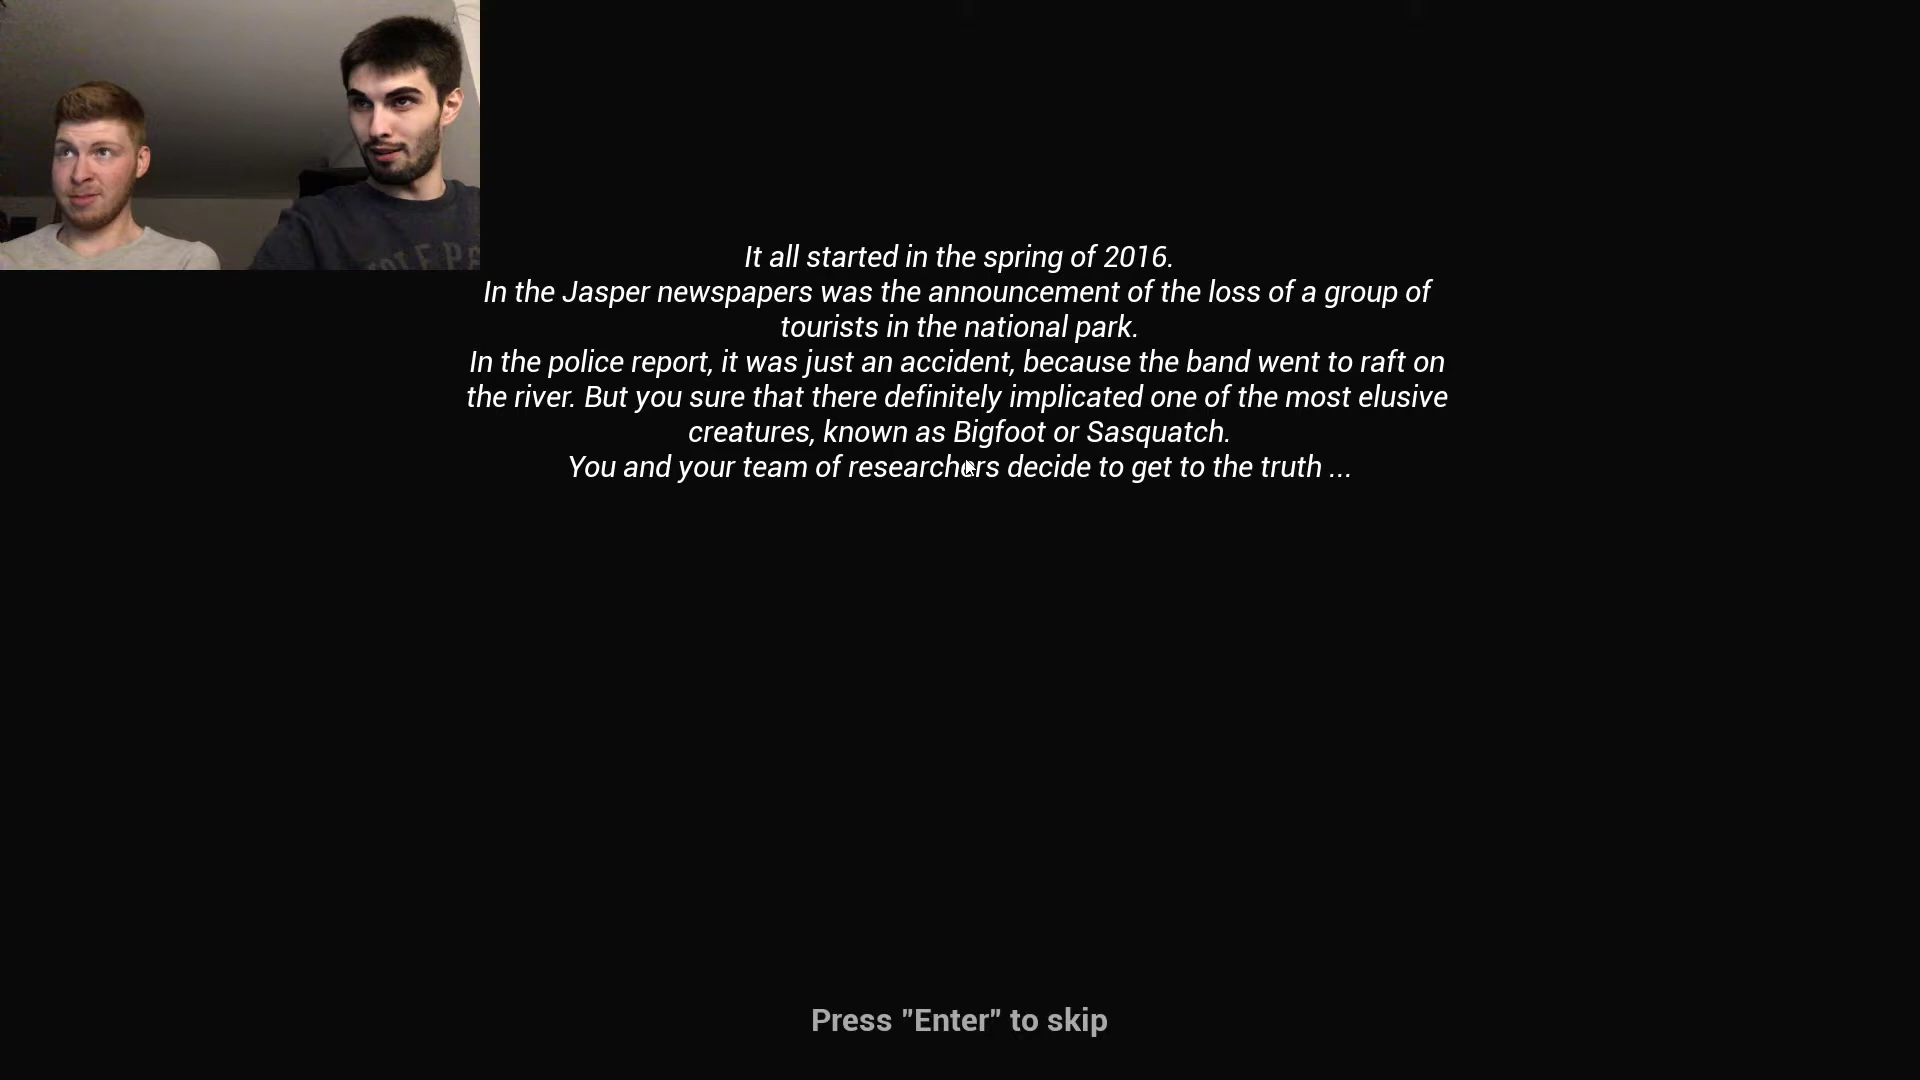 It all started in the spring of 2016.
In the Jasper newspapers was the announcement of the loss of a group of
tourists in the national park.
In the police report, it was just an accident, because the band went to raft on
the river. But you sure that there definitely implicated one of the most elusive
creatures, known as Bigfoot or Sasquatch.
You and your team of researchers decide to get to the truth ...
Press "Enter" to skip